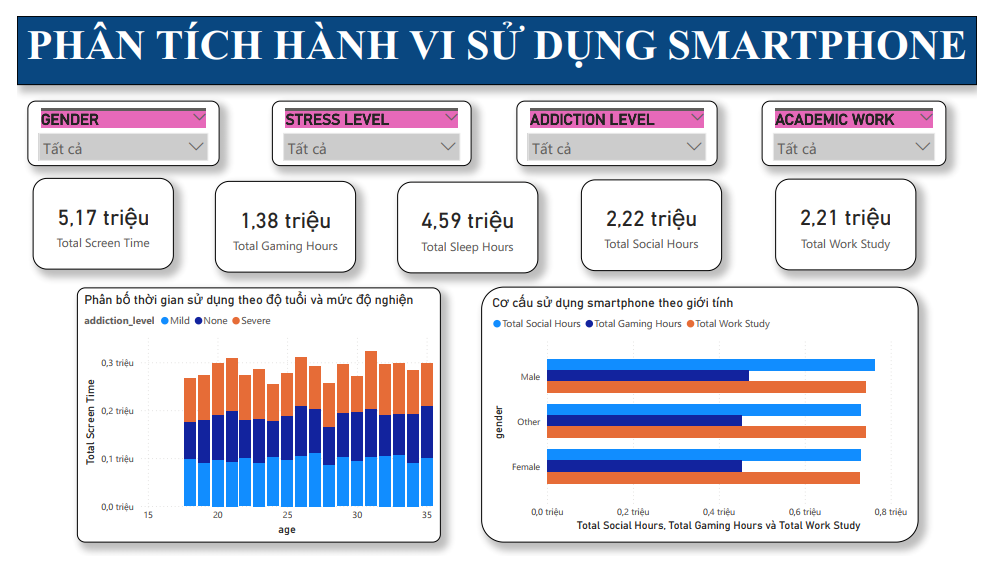 PHÂN TÍCH HÀNH VI SỬ DỤNG SMARTPHONE
GENDER
Tất cả
STRESS LEVEL
Tất cả
ADDICTION LEVEL
Tất cả
ACADEMIC WORK
Tất cả
5,17 triệu
Total Screen Time
1,38 triệu
Total Gaming Hours
4,59 triệu
Total Sleep Hours
2,22 triệu
Total Social Hours
2,21 triệu
Total Work Study
Phân bố thời gian sử dụng theo độ tuổi và mức độ nghiện
addiction_level Mild None Severe
Total Screen Time
0,3 triệu
0,2 triệu
0,1 triệu
0,0 triệu
15 20 25 30 35
age
Cơ cấu sử dụng smartphone theo giới tính
Total Social Hours Total Gaming Hours Total Work Study
gender
Male
Other
Female
0,0 triệu 0,2 triệu 0,4 triệu 0,6 triệu 0,8 triệu
Total Social Hours, Total Gaming Hours và Total Work Study